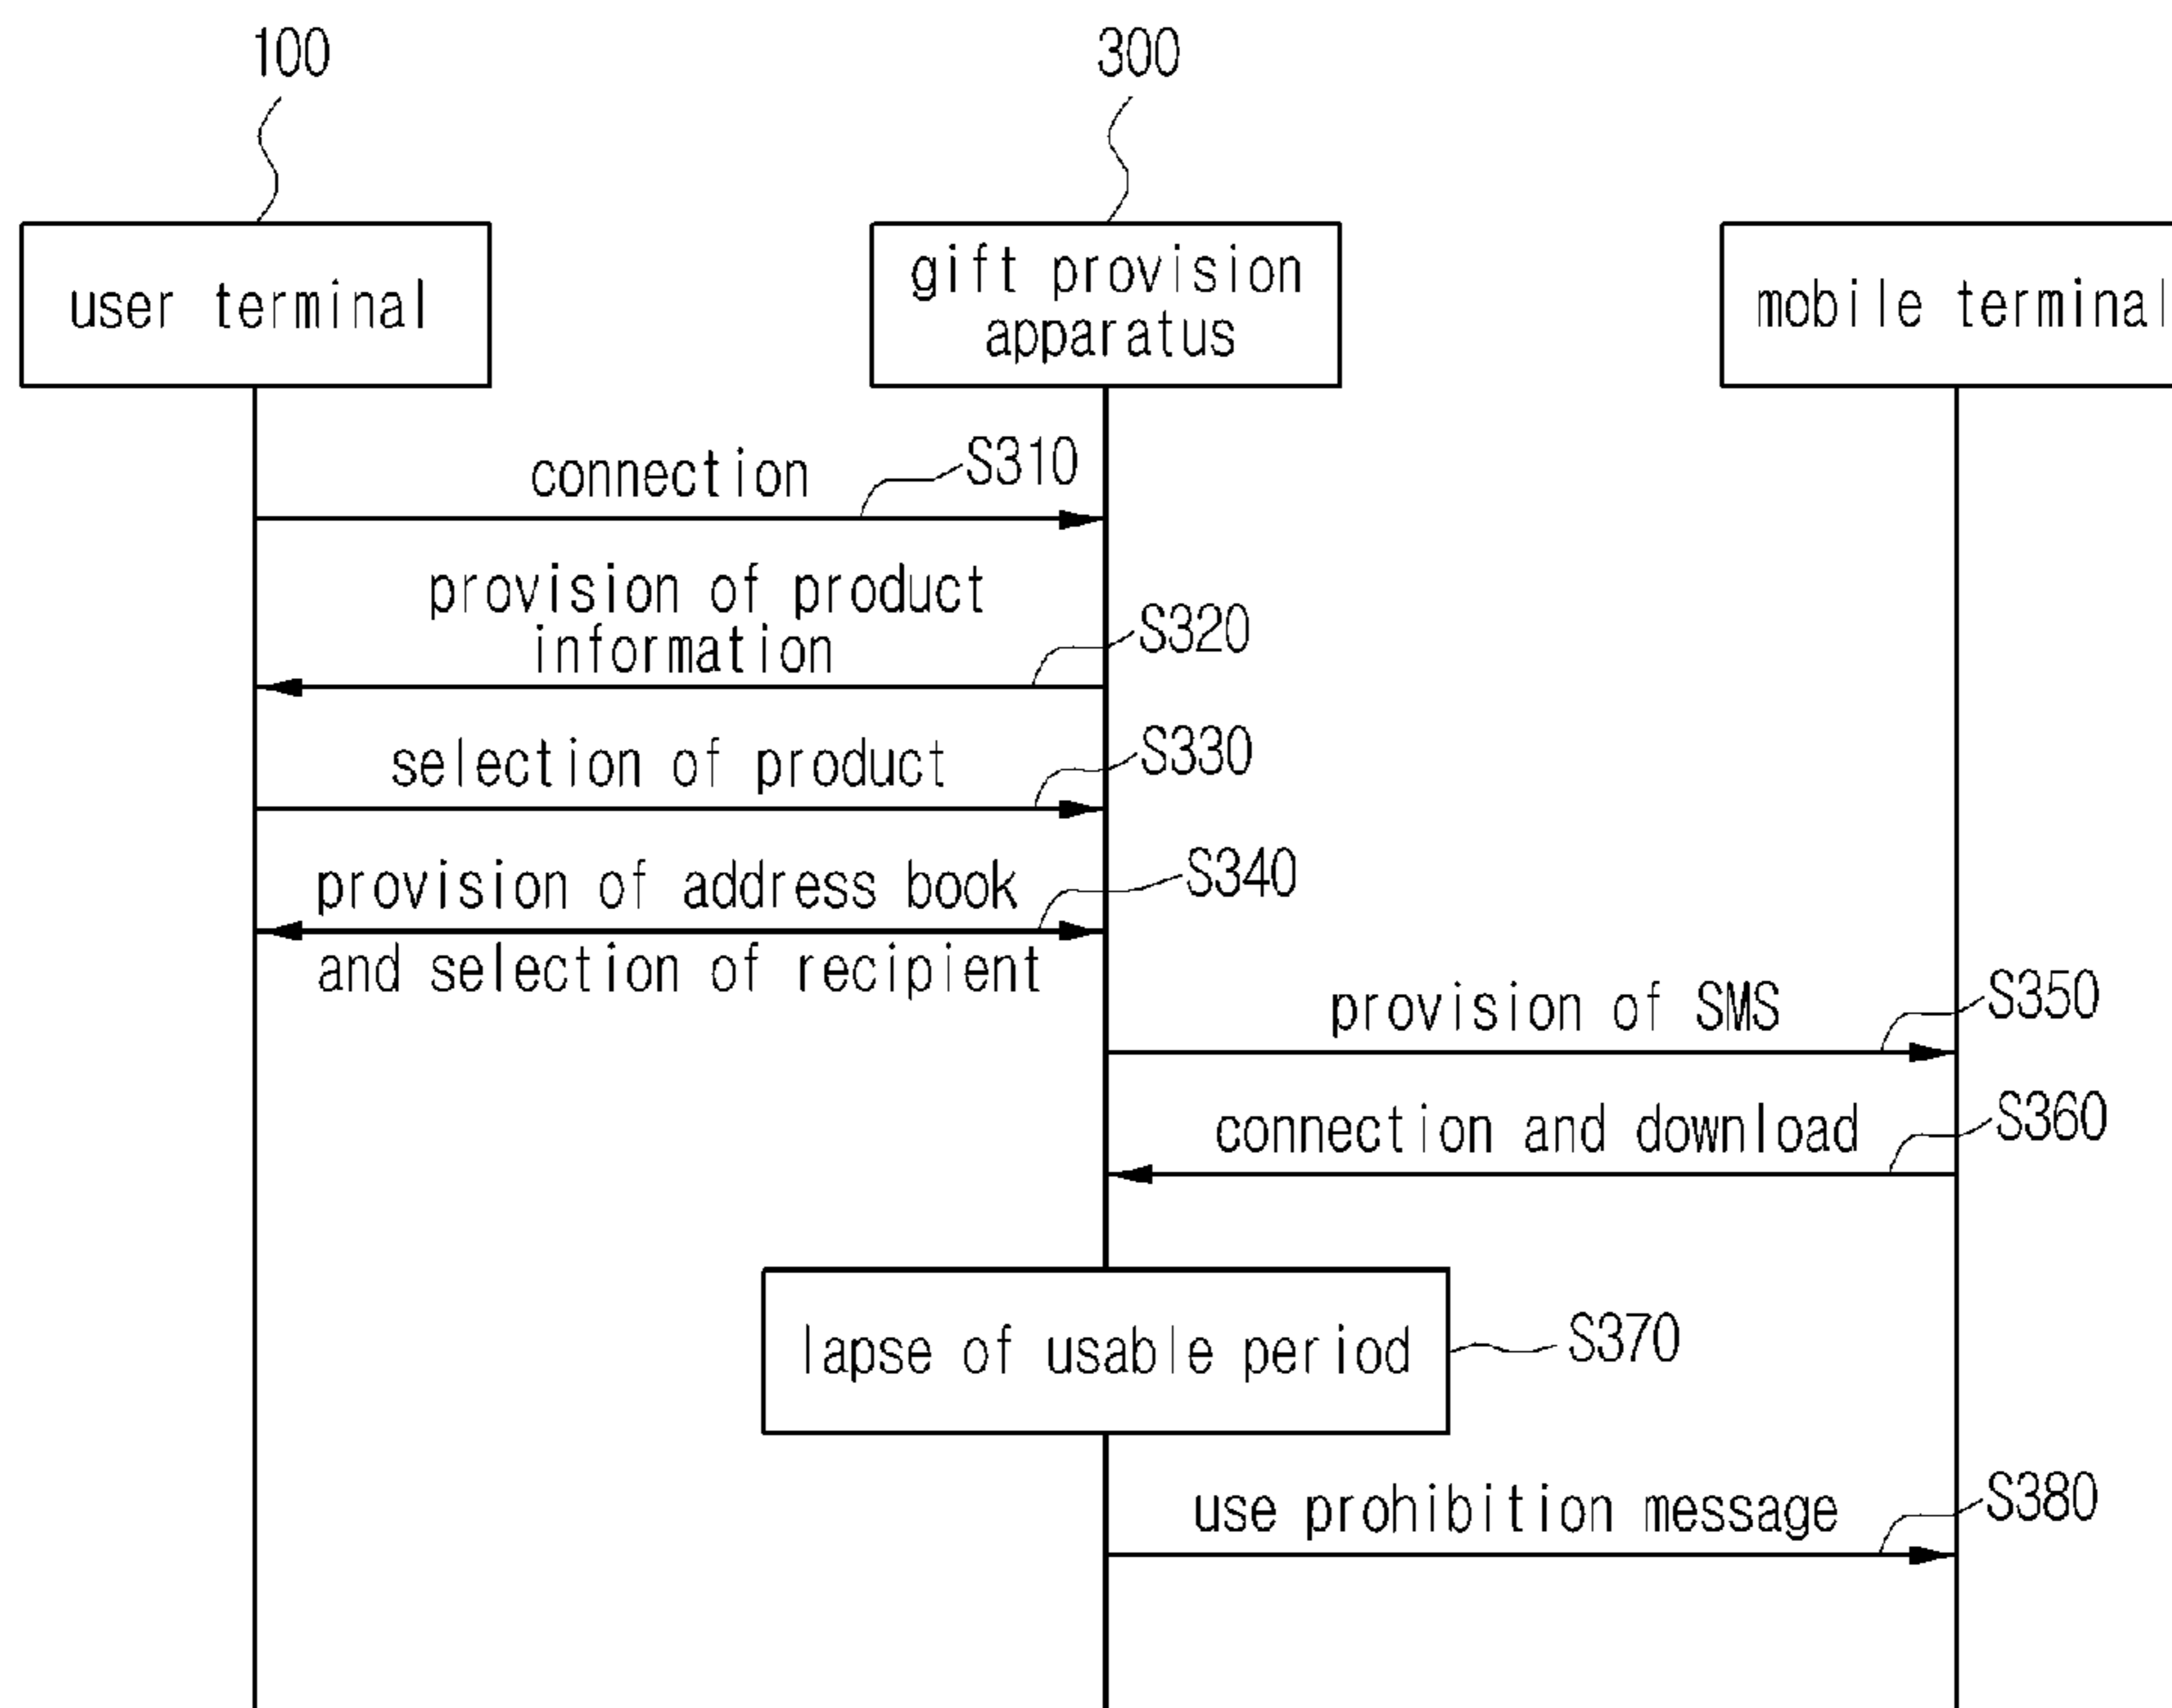 100
300
user terminal
gift provision
apparatus
mobile terminal
connection
S310
provision of product
information
S320
selection of product
S330
provision of address book
S340
and selection of recipient
provision of SMS
S350
connection and download
S360
lapse of usable period
S370
use prohibition message
S380